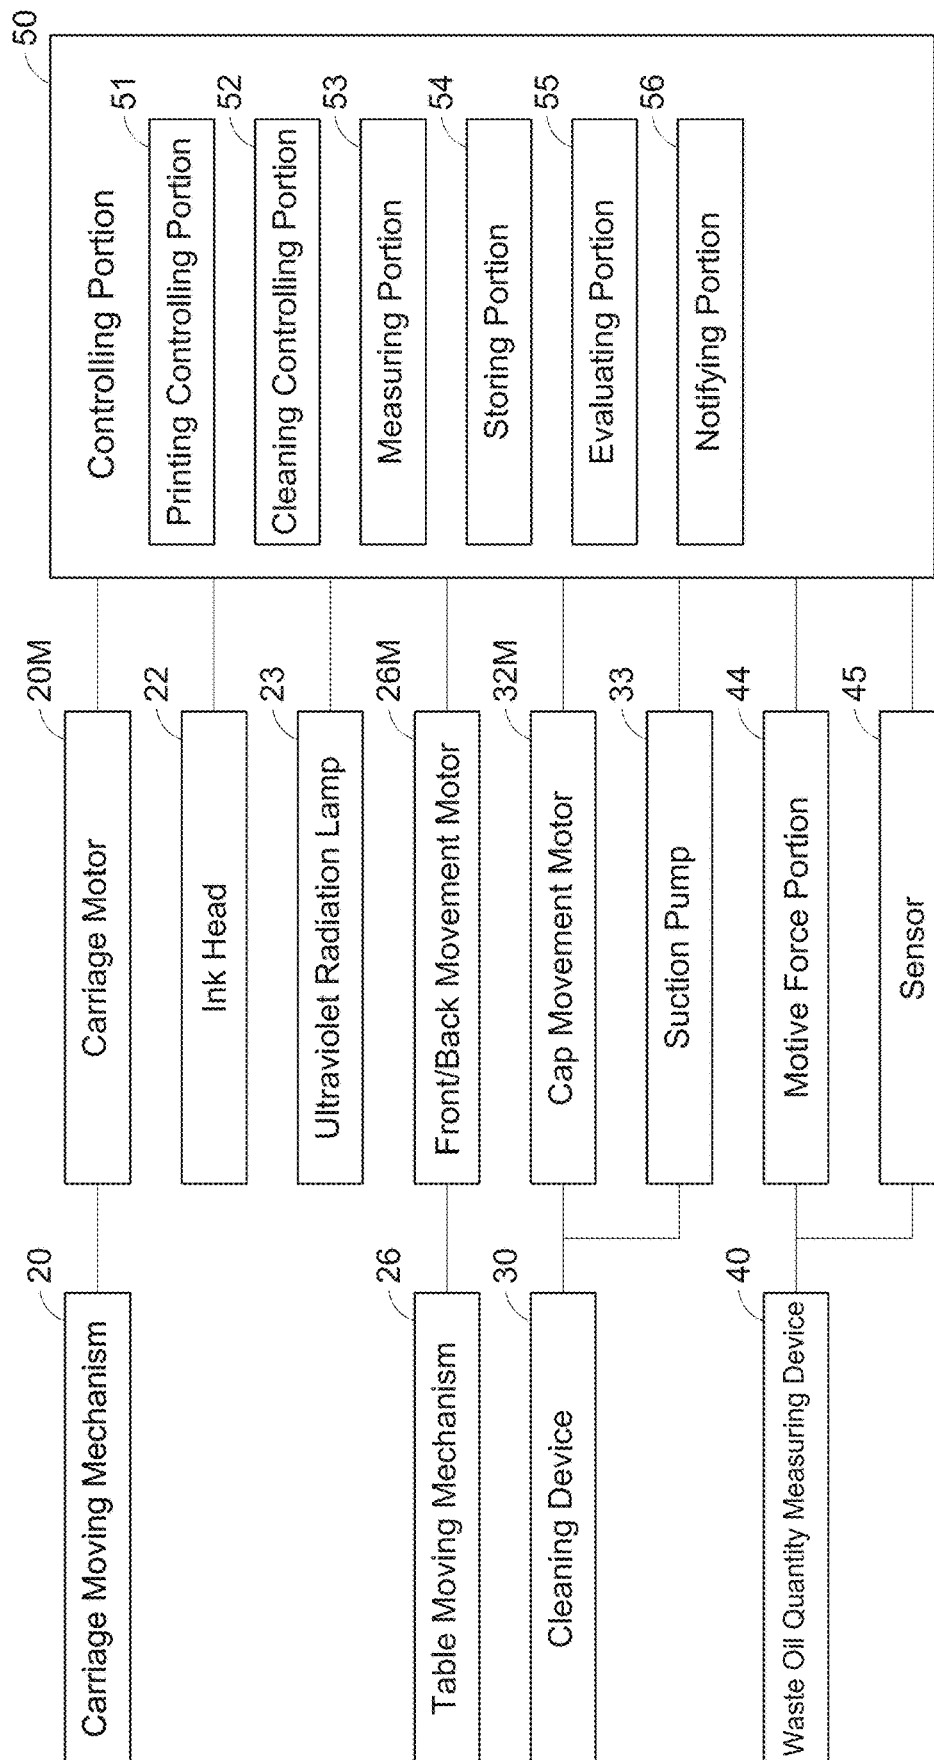 20
Carriage Moving Mechanism
26
Table Moving Mechanism
30
Cleaning Device
40
Waste Oil Quantity Measuring Device
20M
Carriage Motor
22
Ink Head
23
Ultraviolet Radiation Lamp
26M
Front/Back Movement Motor
32M
Cap Movement Motor
33
Suction Pump
44
Motive Force Portion
45
Sensor
50
Controlling Portion
51
Printing Controlling Portion
52
Cleaning Controlling Portion
53
Measuring Portion
54
Storing Portion
55
Evaluating Portion
56
Notifying Portion